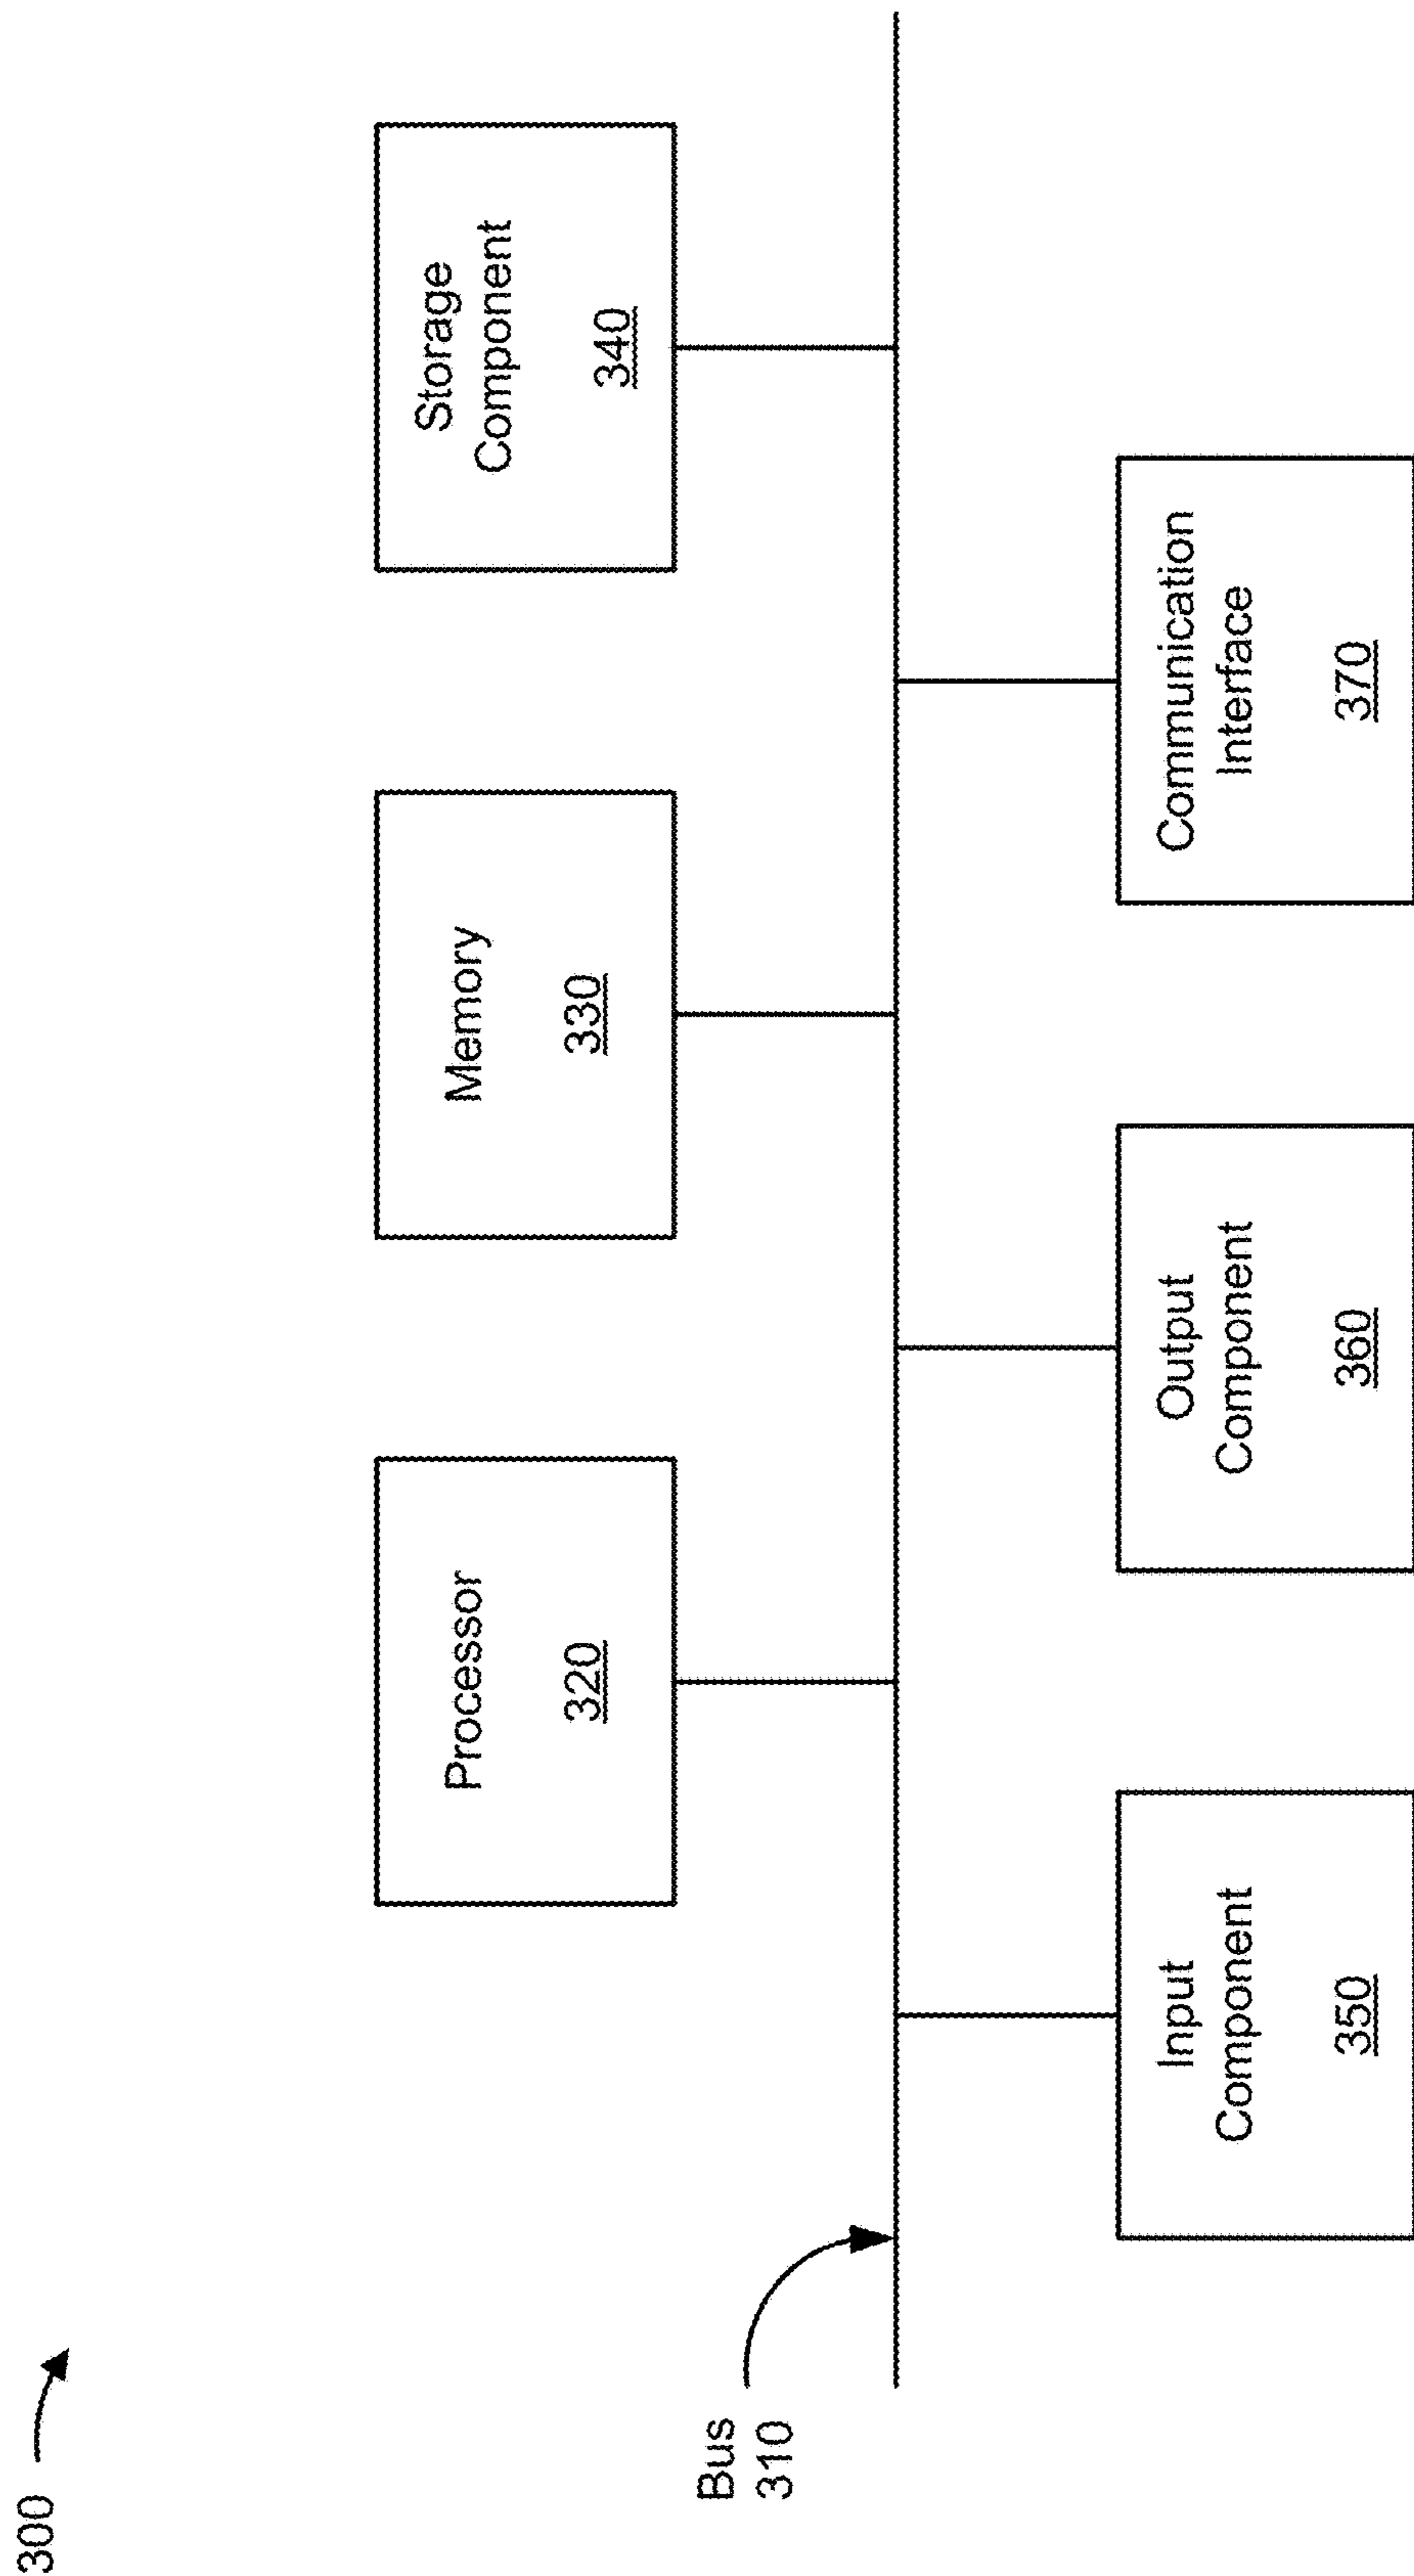 300
Processor
320
Memory
330
Storage
Component
340
Bus
310
Input
Component
350
Output
Component
360
Communication
Interface
370